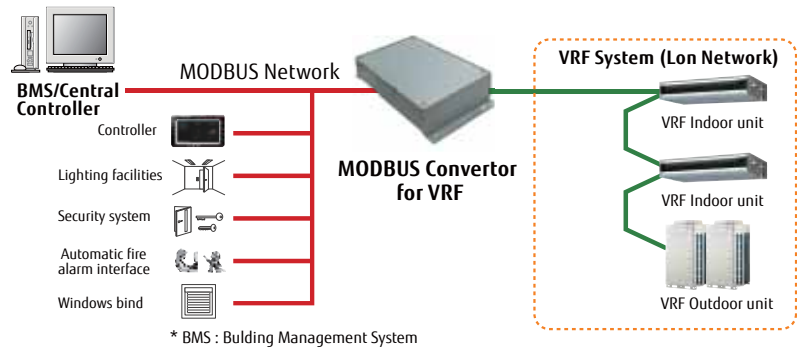 VRF System (Lon Network)
MODBUS Network
BMS/Central
Controller
Controller
VRF Indoor unit
Lighting facilities
MODBUS Convertor
for VRF
Security system
VRF Indoor unit
Automatic fire
alarm interface
Windows bind
VRF Outdoor unit
* BMS : Bulding Management System